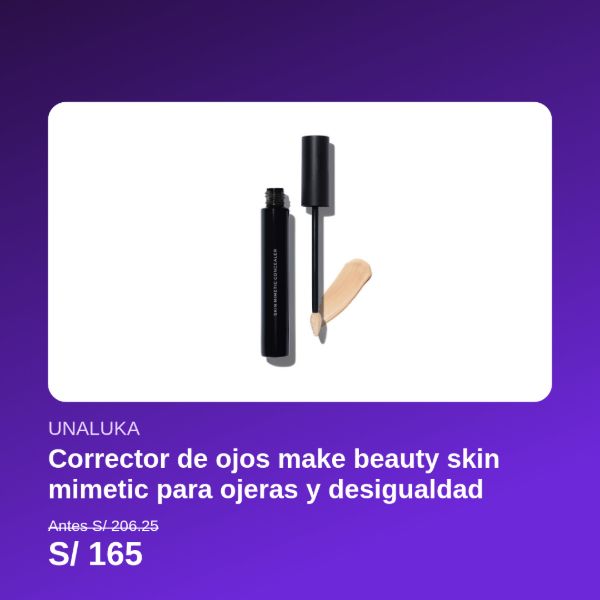 SKIN MIMETIC CONCEALER
UNALUKA
Corrector de ojos make beauty skin
mimetic para ojeras y desigualdad
Antes S/ 206.25
S/ 165